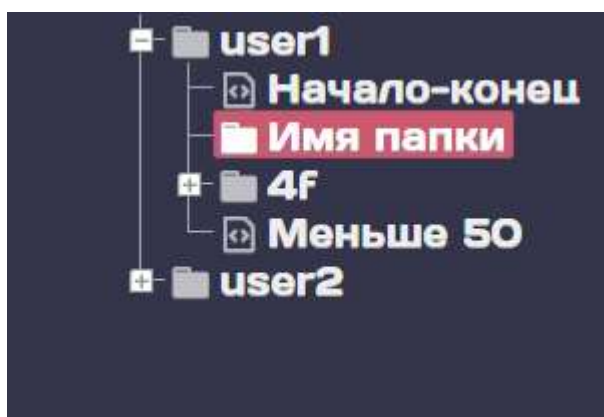 user1
Начало-конец
Имя папки
4f
Меньше 50
user2